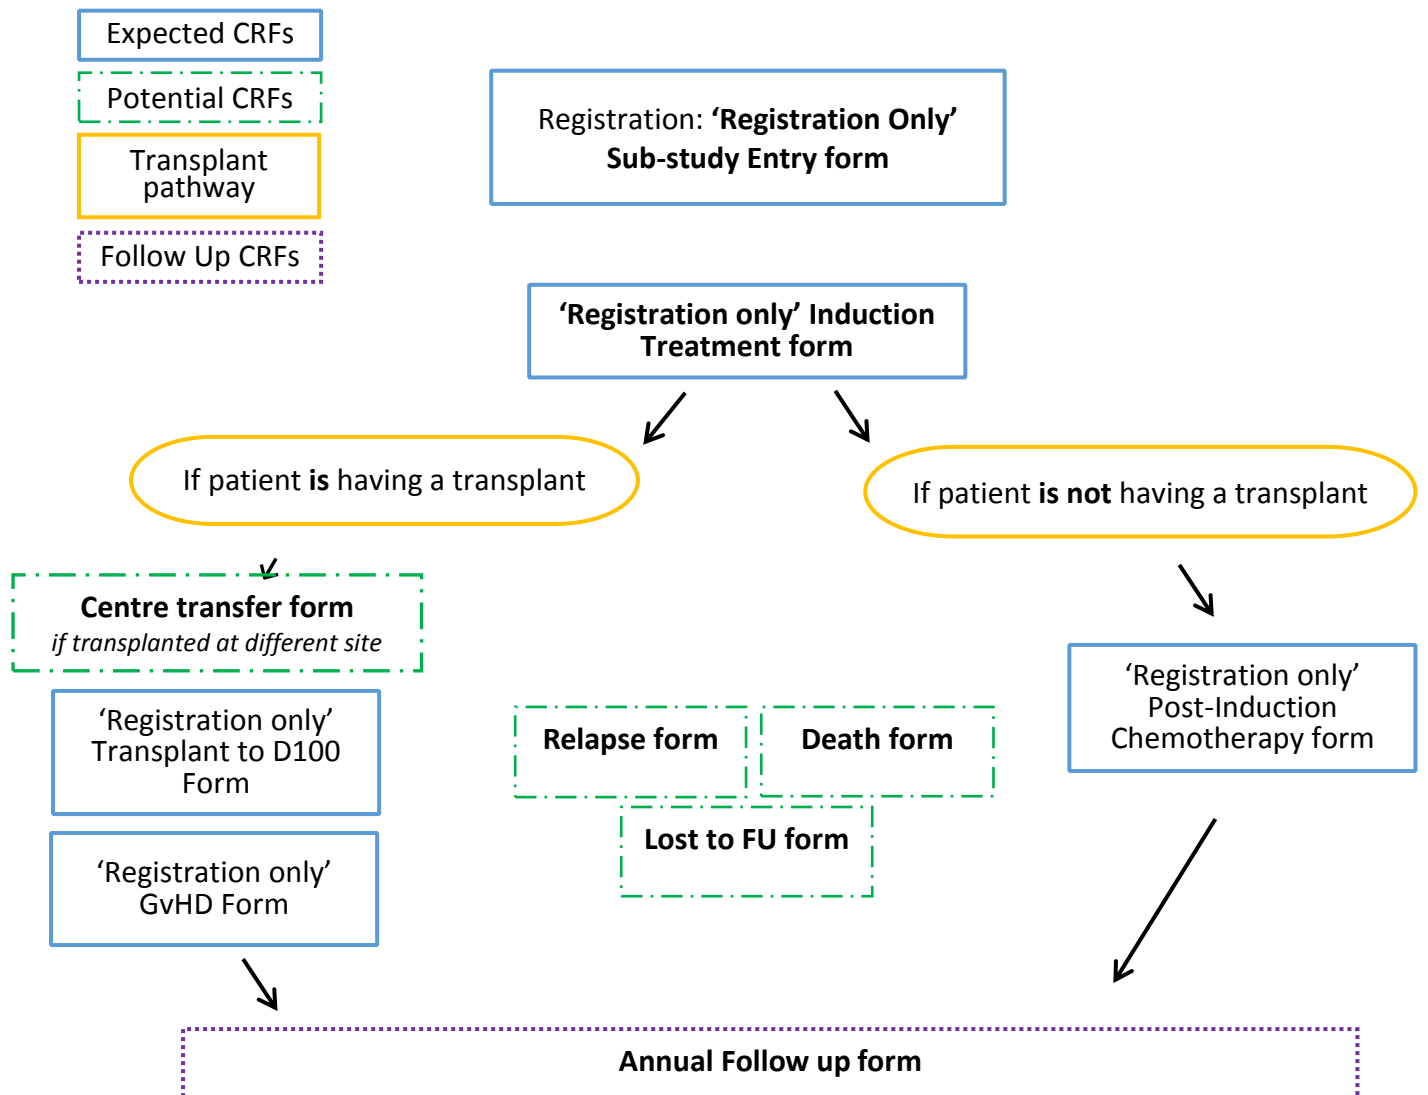 Expected CRFs
Potential CRFs
Transplant
pathway
Follow Up CRFs
Registration: ‘Registration Only’
Sub-study Entry form
‘Registration only’ Induction
Treatment form
If patient is having a transplant
If patient is not having a transplant
Centre transfer form
if transplanted at different site
‘Registration only’
Transplant to D100
Form
‘Registration only’
GvHD Form
Relapse form
Death form
Lost to FU form
‘Registration only’
Post-Induction
Chemotherapy form
Annual Follow up form